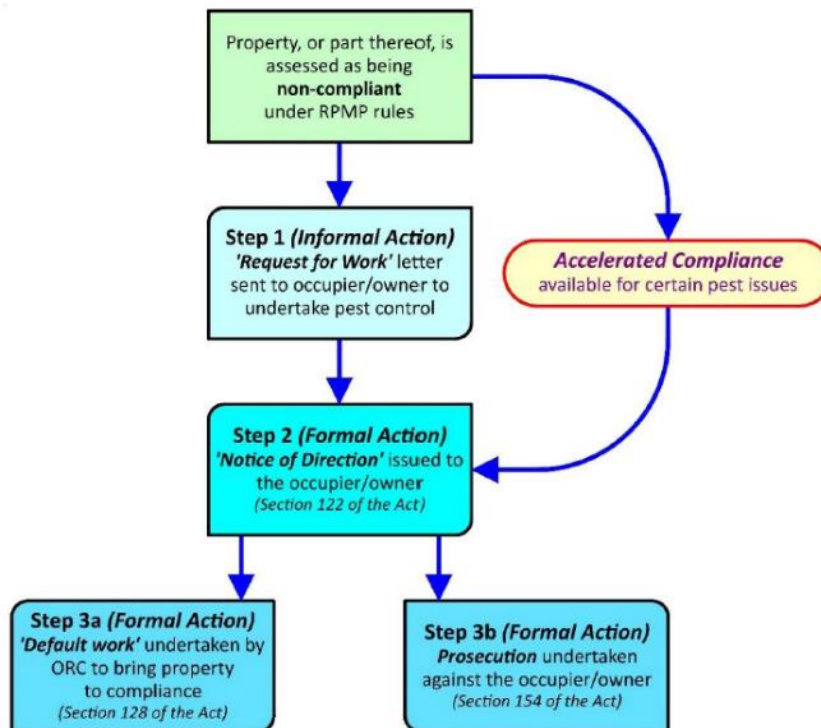 Property, or part thereof, is
assessed as being
non-compliant
under RPMP rules
Step 1 (Informal Action)
'Request for Work' letter
sent to occupier/owner to
undertake pest control
Accelerated Compliance
available for certain pest issues
Step 2 (Formal Action)
'Notice of Direction' issued to
the occupier/owner
(Section 122 of the Act)
Step 3a (Formal Action)
'Default work' undertaken by
ORC to bring property
to compliance
(Section 128 of the Act)
Step 3b (Formal Action)
Prosecution undertaken
against the occupier/owner
(Section 154 of the Act)